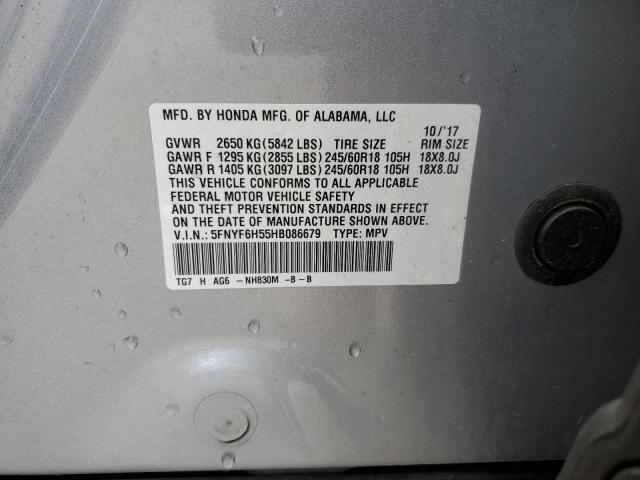 MFD. BY HONDA MFG. OF ALABAMA, LLC
10/'17
GVWR 2650 KG(5842 LBS) TIRE SIZE RIM SIZE
GAWR F 1295 KG(2855 LBS) 245/60R18 105H 18X8.0J
GAWR R 1405 KG(3097 LBS) 245/60R18 105H 18X8.0J
THIS VEHICLE CONFORMS TO ALL APPLICABLE
FEDERAL MOTOR VEHICLE SAFETY
AND THEFT PREVENTION STANDARDS IN EFFECT
ON THE DATE OF MANUFACTURE SHOWN ABOVE.
V.I.N.: 5FNYF6H55HB086679 TYPE: MPV
TG7 H AG6 -NH830M -B-B